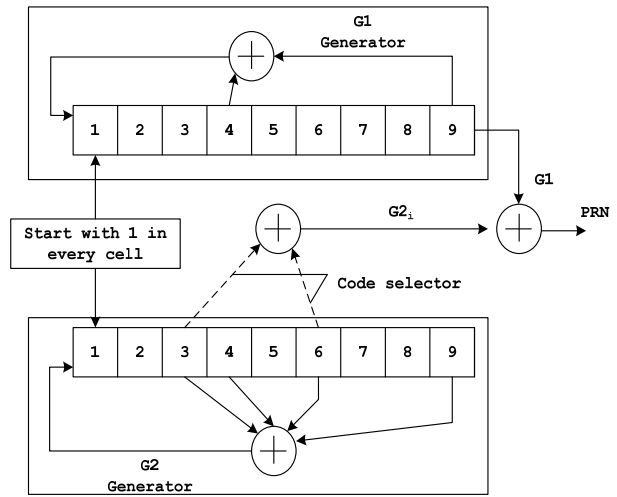 G1
Generator
1 2 3 4 5 6 7 8 9
G1
PRN
G2i
Start with 1 in
every cell
Code selector
1 2 3 4 5 6 7 8 9
G2
Generator